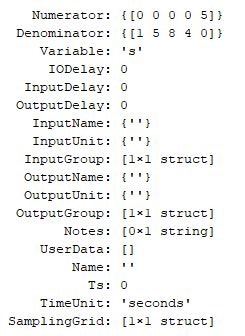 Numerator: {[0 0 0 0 5]}
Denominator: {[1 5 8 4 0]}
Variable: 's'
IODelay: 0
InputDelay: 0
OutputDelay: 0
InputName: {''}
InputUnit: {''}
InputGroup: [1×1 struct]
OutputName: {''}
OutputUnit: {''}
OutputGroup: [1×1 struct]
Notes: [0×1 string]
UserData: []
Name: ''
Ts: 0
TimeUnit: 'seconds'
SamplingGrid: [1×1 struct]